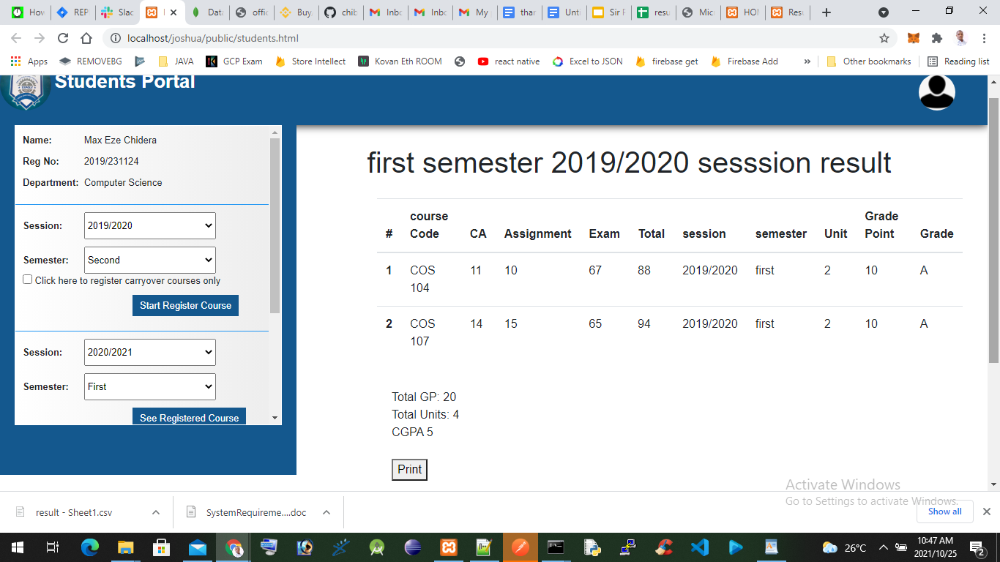 How
REP
Slac
Data
offic
Buy
chib
Inbo
Inbo
My
thar
Unti
Sir F
resu
Micr
HOM
Resu
localhost/joshua/public/students.html
Apps
REMOVEBG
JAVA
GCP Exam
Store Intellect
Kovan Eth ROOM
react native
Excel to JSON
firebase get
Firebase Add
»
Other bookmarks
Reading list
Students Portal
Name: Max Eze Chidera
Reg No: 2019/231124
Department: Computer Science
Session: 2019/2020
Semester: Second
Click here to register carryover courses only
Start Register Course
Session: 2020/2021
Semester: First
See Registered Course
first semester 2019/2020 sesssion result
# course Code CA Assignment Exam Total session semester Unit Grade Point Grade
1 COS 104 11 10 67 88 2019/2020 first 2 10 A
2 COS 107 14 15 65 94 2019/2020 first 2 10 A
Total GP: 20
Total Units: 4
CGPA 5
Print
Activate Windows
Go to Settings to activate Windows.
result - Sheet1.csv
SystemRequireme....doc
Show all
26°C
10:47 AM
2021/10/25
2